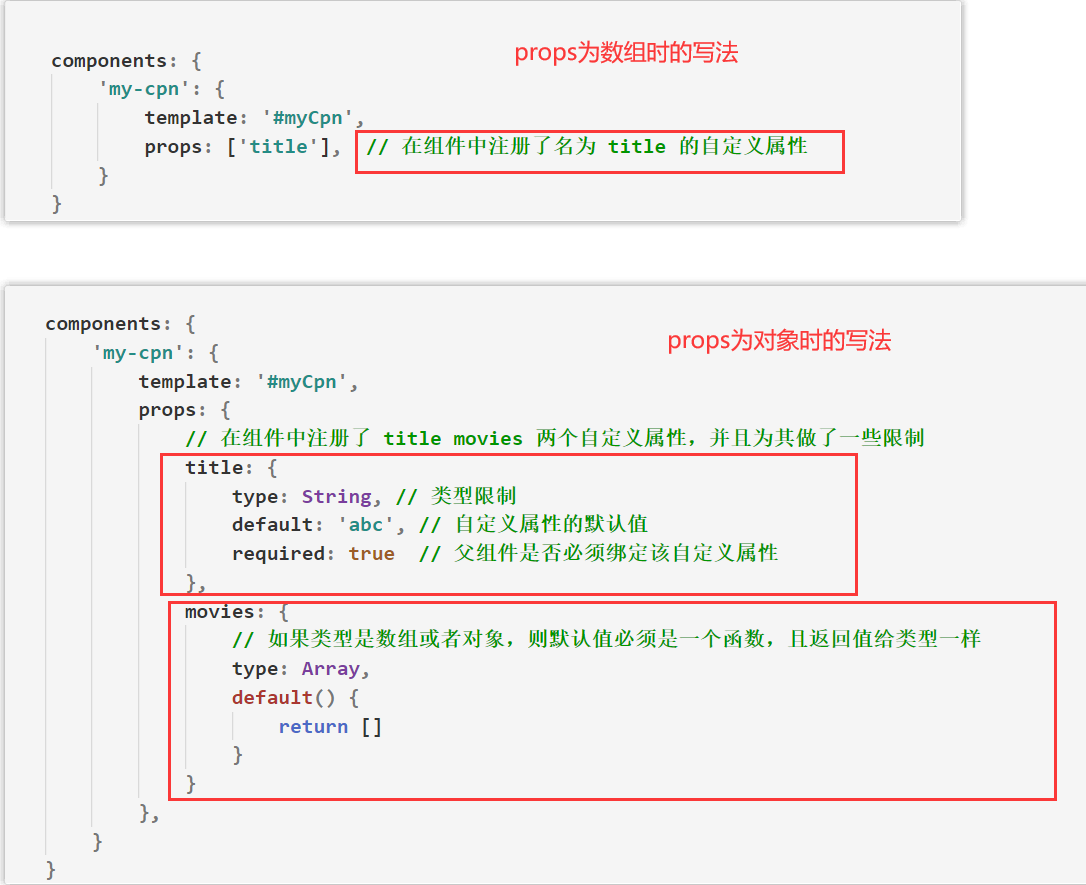 props为数组时的写法
components: {
'my-cpn': {
template: '#myCpn',
props: ['title'], // 在组件中注册了名为 title 的自定义属性
}
}
components: {
props为对象时的写法
'my-cpn': {
template: '#myCpn',
props: {
// 在组件中注册了 title movies 两个自定义属性，并且为其做了一些限制
title: {
type: String, // 类型限制
default: 'abc', // 自定义属性的默认值
required: true // 父组件是否必须绑定该自定义属性
},
movies: {
// 如果类型是数组或者对象，则默认值必须是一个函数，且返回值给类型一样
type: Array,
default() {
return []
}
}
},
}
}